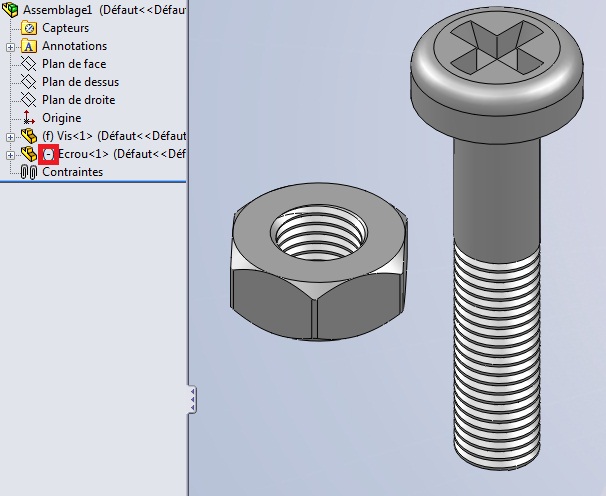 Assemblage1 (Défaut<<Défau
Capteurs
A Annotations
Plan de face
Plan de dessus
Plan de droite
Origine
(f) Vis<1> (Défaut<<Défaut
(-) Ecrou<1> (Défaut<<Déf
Contraintes